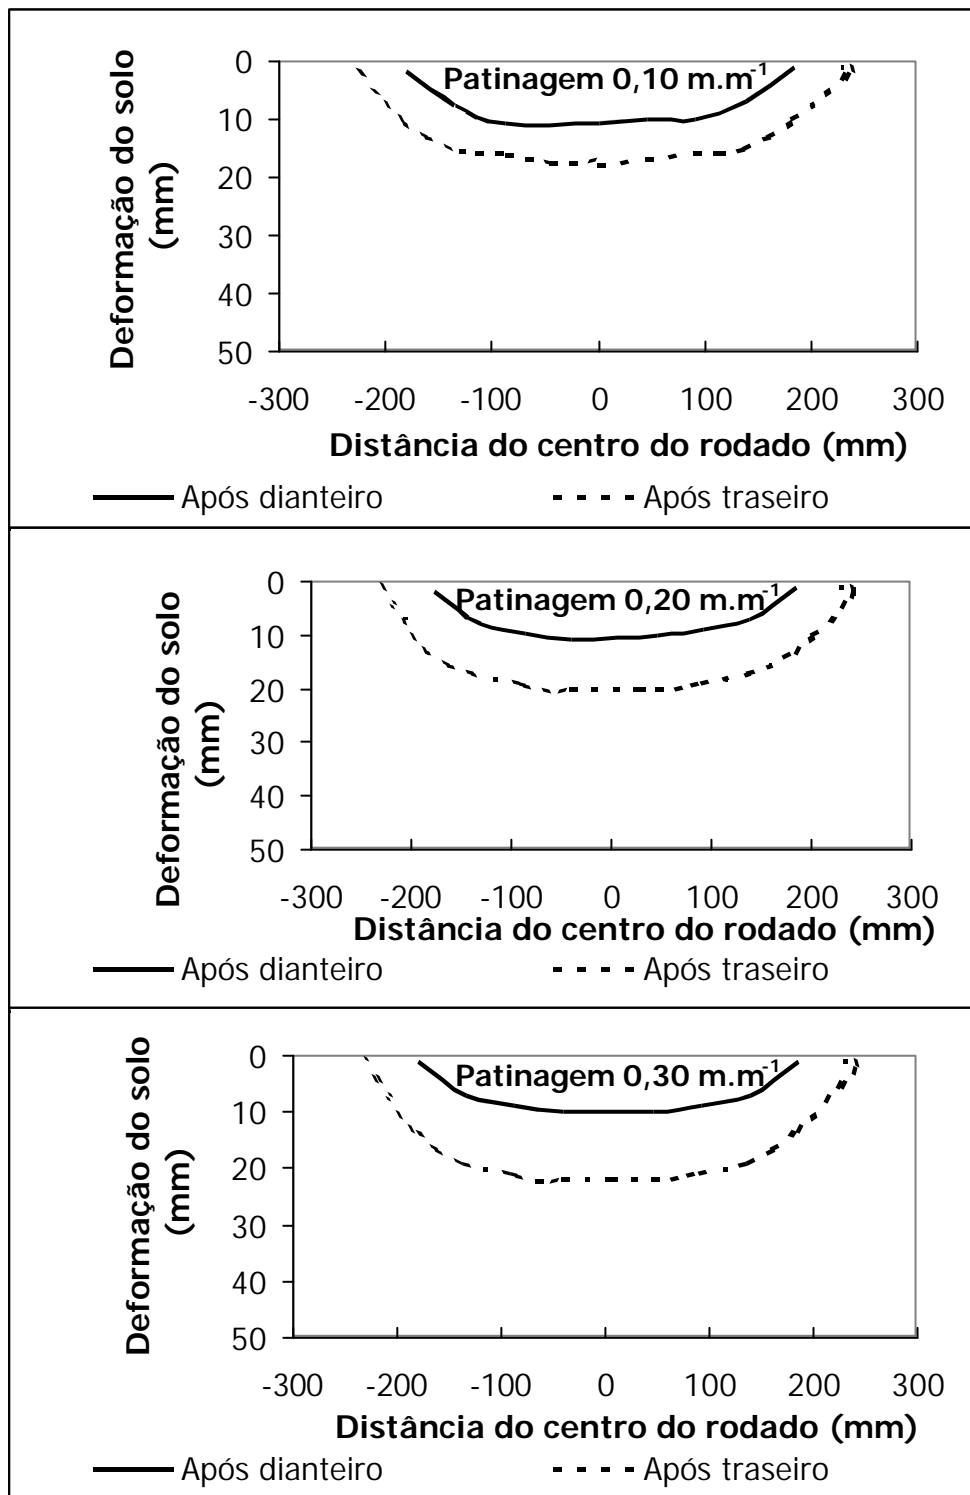 Deformação do solo
(mm)
0
10
20
30
40
50
Patinagem 0,10 m.m⁻¹
-300 -200 -100 0 100 200 300
Distância do centro do rodado (mm)
Após dianteiro Após traseiro
Deformação do solo
(mm)
0
10
20
30
40
50
Patinagem 0,20 m.m⁻¹
-300 -200 -100 0 100 200 300
Distância do centro do rodado (mm)
Após dianteiro Após traseiro
Deformação do solo
(mm)
0
10
20
30
40
50
Patinagem 0,30 m.m⁻¹
-300 -200 -100 0 100 200 300
Distância do centro do rodado (mm)
Após dianteiro Após traseiro